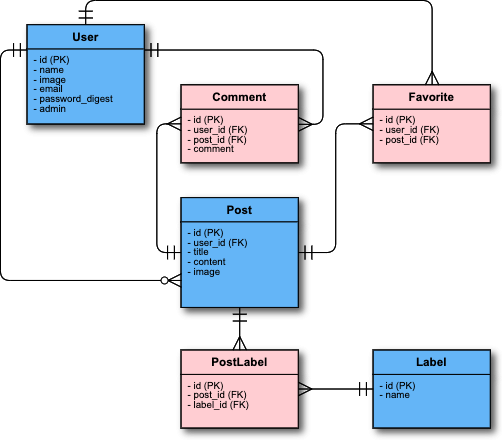 User
- id (PK)
- name
- image
- email
- password_digest
- admin
Comment
- id (PK)
- user_id (FK)
- post_id (FK)
- comment
Favorite
- id (PK)
- user_id (FK)
- post_id (FK)
Post
- id (PK)
- user_id (FK)
- title
- content
- image
PostLabel
- id (PK)
- post_id (FK)
- label_id (FK)
Label
- id (PK)
- name